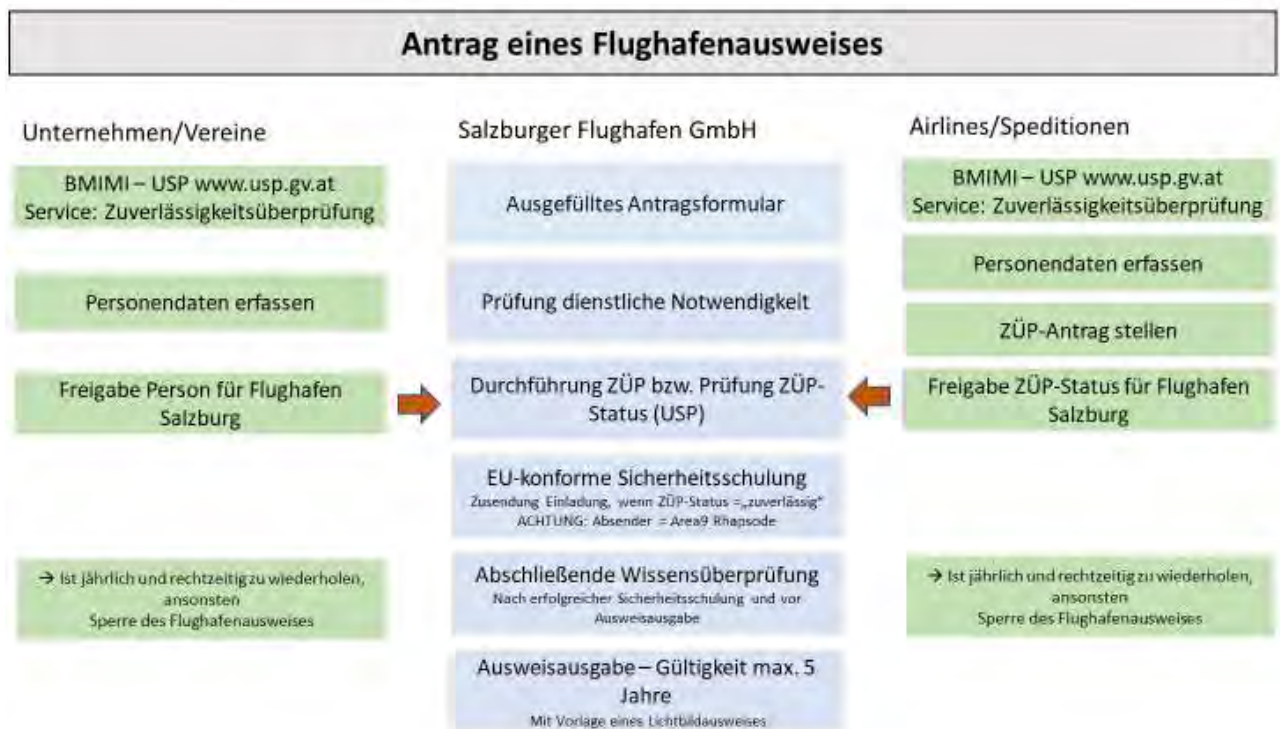 Antrag eines Flughafenausweises
Unternehmen/Vereine
BMIMI – USP www.usp.gv.at
Service: Zuverlässigkeitsüberprüfung
Personendaten erfassen
Freigabe Person für Flughafen
Salzburg
→ Ist jährlich und rechtzeitig zu wiederholen,
ansonsten
Sperre des Flughafenausweises
Salzburger Flughafen GmbH
Ausgefülltes Antragsformular
Prüfung dienstliche Notwendigkeit
Durchführung ZÜP bzw. Prüfung ZÜP-
Status (USP)
EU-konforme Sicherheitsschulung
Zusendung Einladung, wenn ZÜP-Status =„zuverlässig“
ACHTUNG: Absender = Area9 Rhapsode
Abschließende Wissensüberprüfung
Nach erfolgreicher Sicherheitsschulung und vor
Ausweisausgabe
Ausweisausgabe – Gültigkeit max. 5
Jahre
Mit Vorlage eines Lichtbildausweises
Airlines/Speditionen
BMIMI – USP www.usp.gv.at
Service: Zuverlässigkeitsüberprüfung
Personendaten erfassen
ZÜP-Antrag stellen
Freigabe ZÜP-Status für Flughafen
Salzburg
→ Ist jährlich und rechtzeitig zu wiederholen,
ansonsten
Sperre des Flughafenausweises